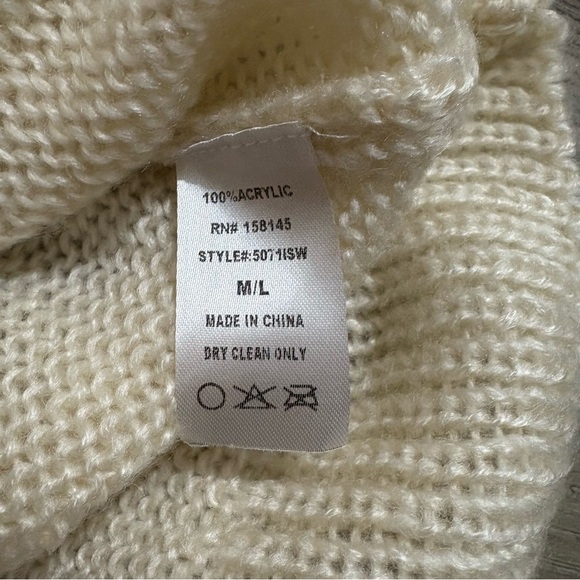 100%ACRYLIC
RN# 158145
STYLE#:5071ISW
M/L
MADE IN CHINA
DRY CLEAN ONLY